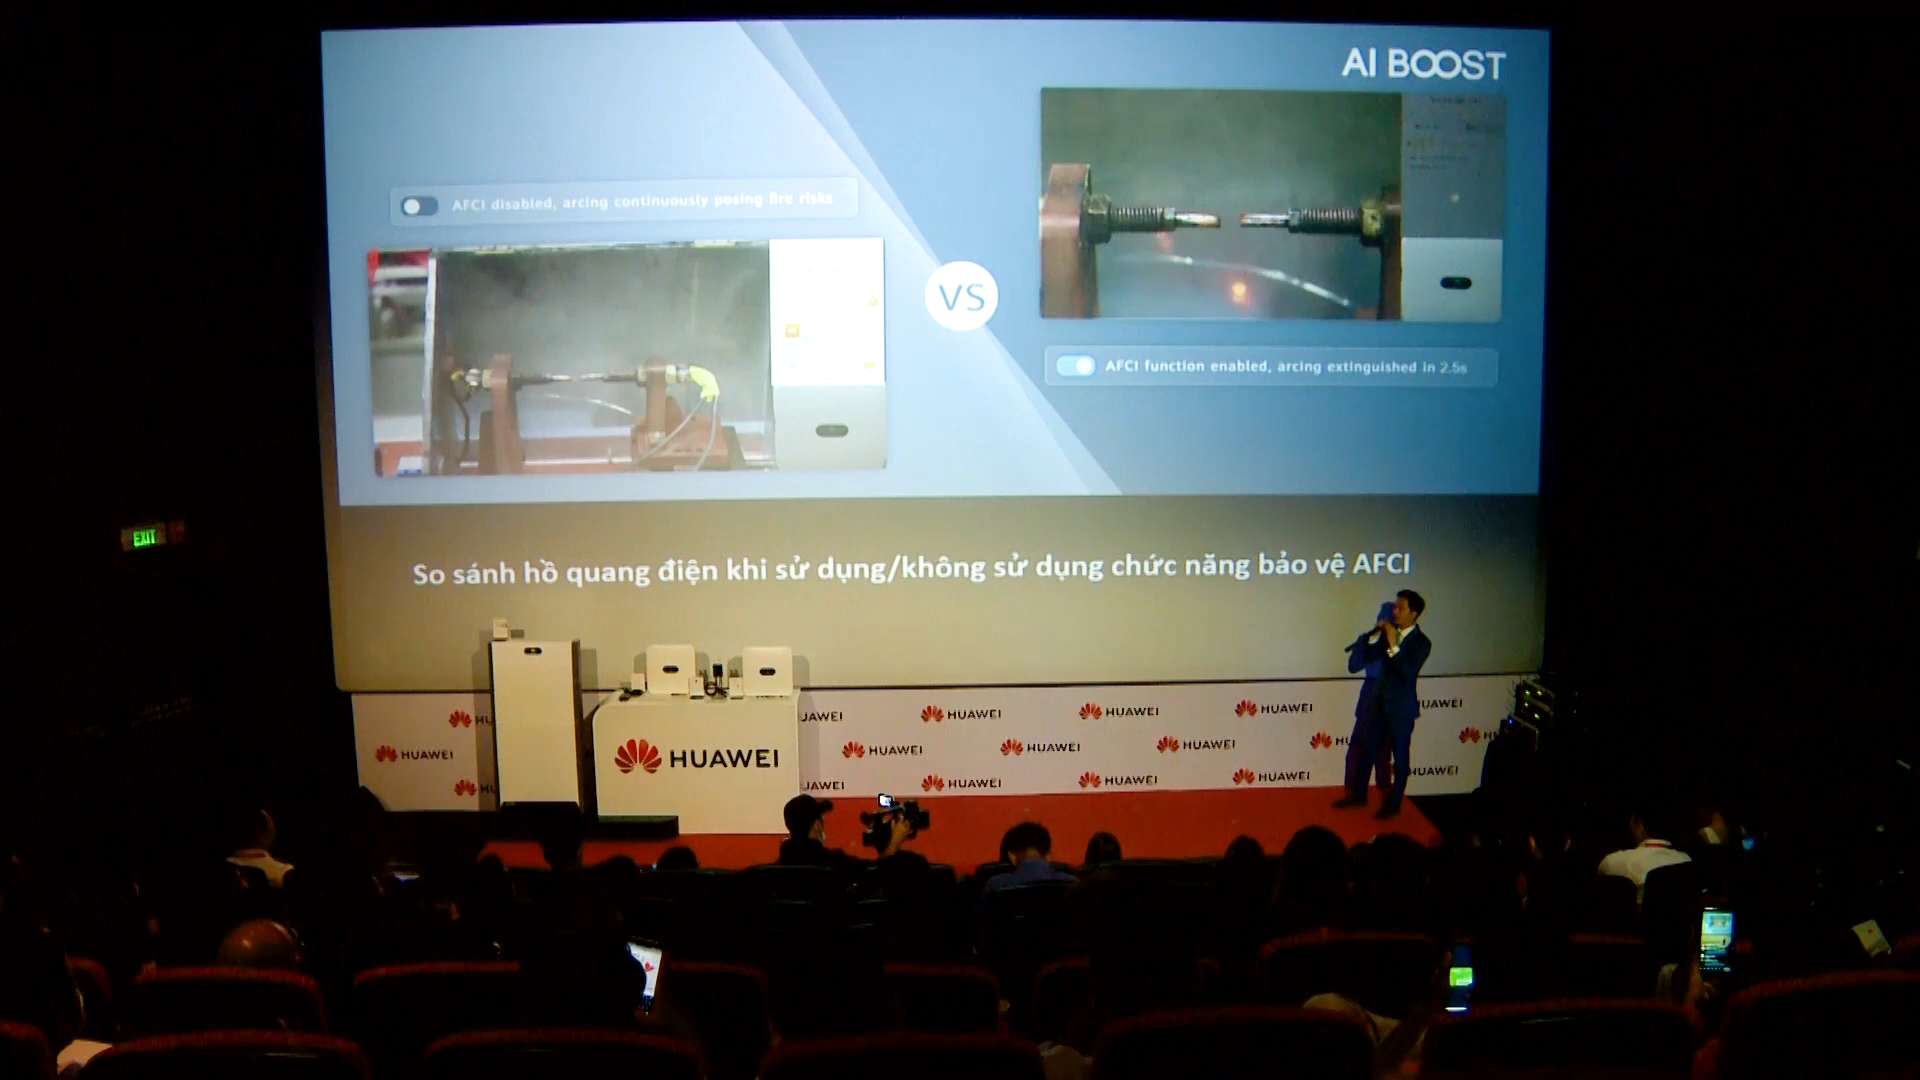 AI BOOST
AFCI disabled, arcing continuously posing fire risks
VS
AFCI function enabled, arcing extinguished in 2.5s
So sánh hồ quang điện khi sử dụng/không sử dụng chức năng bảo vệ AFCI
EXIT
HUAWEI
HUAWEI
HUAWEI
HUAWEI
HUAWEI
HUAWEI
HUAWEI
HUAWEI
HUAWEI
HUAWEI
HUAWEI